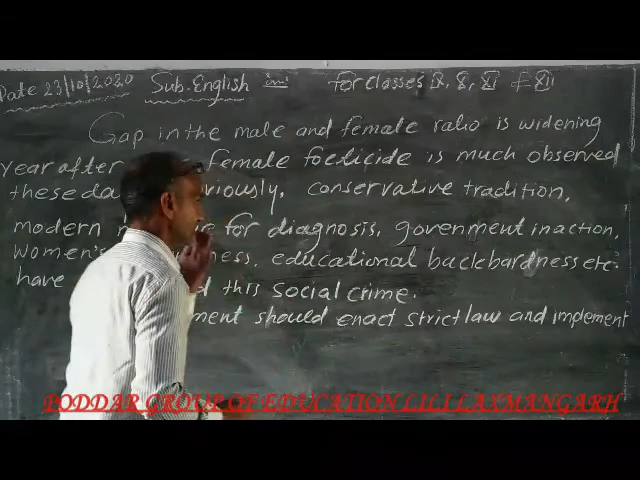 Date 23/10/2020 Sub. English in for classes IX, X, XI & XII
Gap in the male and female ratio is widening
year after female foeticide is much observed
these da viously, conservative tradition,
modern for diagnosis, govenment inaction,
Women's ness, educational backbardness etc.
have d this social crime.
ment should enact strict law and implement
PODDAR GROUP OF EDUCATION LILI LAXMANGARH